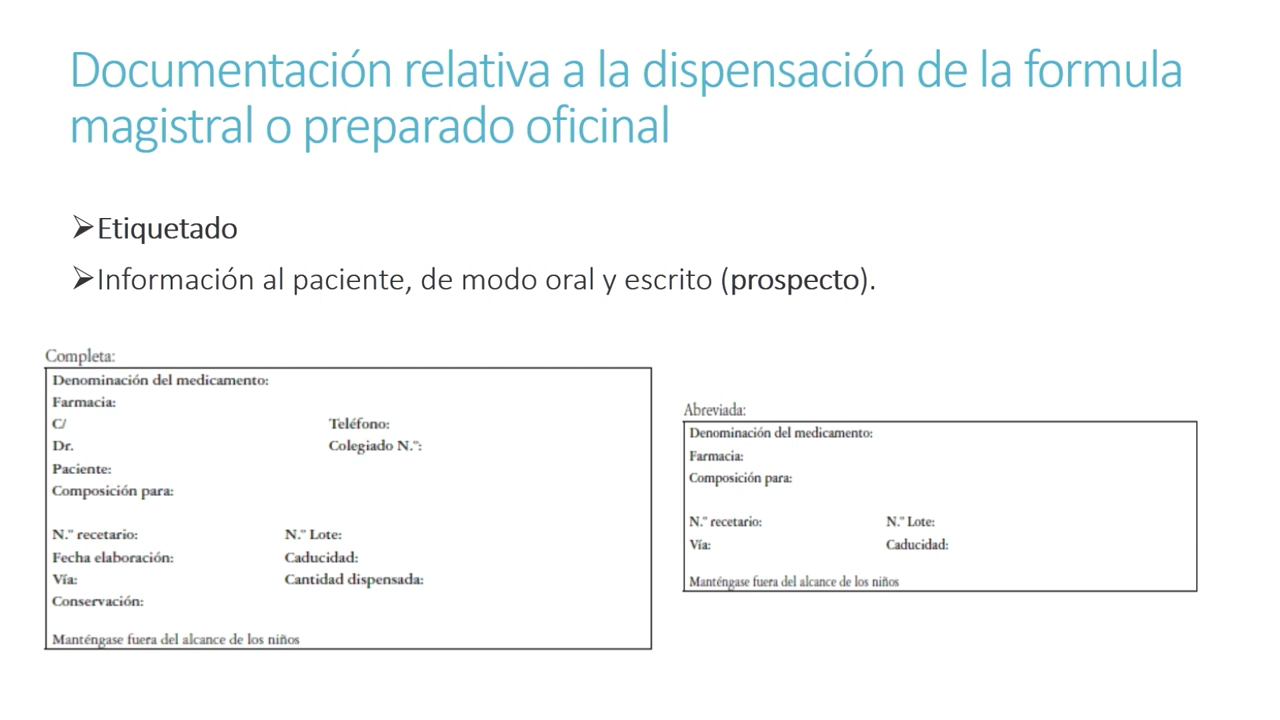 Documentación relativa a la dispensación de la formula
magistral o preparado oficinal
➢Etiquetado
➢Información al paciente, de modo oral y escrito (prospecto).
Completa:
Denominación del medicamento:
Farmacia:
C/ Teléfono:
Dr. Colegiado N.º:
Paciente:
Composición para:
N.º recetario: N.º Lote:
Fecha elaboración: Caducidad:
Vía: Cantidad dispensada:
Conservación:
Manténgase fuera del alcance de los niños
Abreviada:
Denominación del medicamento:
Farmacia:
Composición para:
N.º recetario: N.º Lote:
Vía: Caducidad:
Manténgase fuera del alcance de los niños